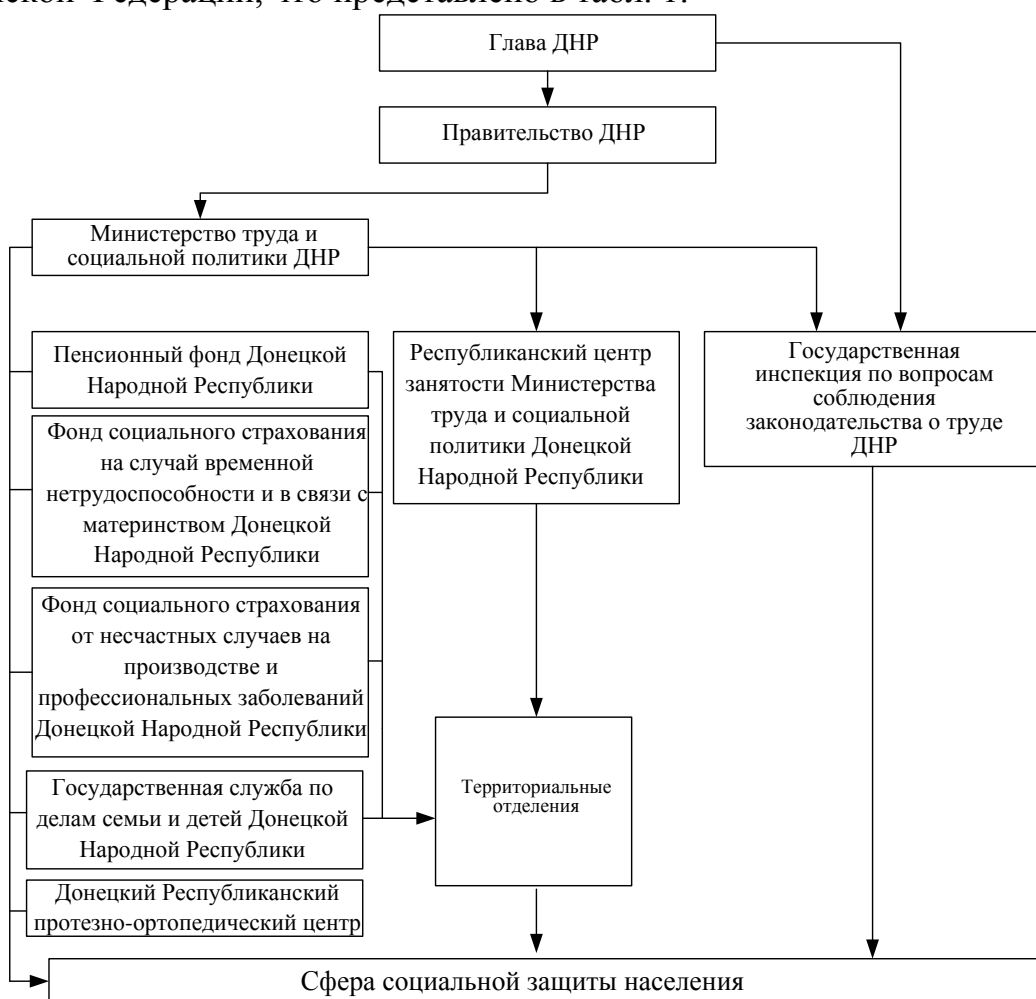 ской Федерации, что представлено в табл. 1.
Глава ДНР
Правительство ДНР
Министерство труда и
социальной политики ДНР
Пенсионный фонд Донецкой
Народной Республики
Фонд социального страхования
на случай временной
нетрудоспособности и в связи с
материнством Донецкой
Народной Республики
Фонд социального страхования
от несчастных случаев на
производстве и
профессиональных заболеваний
Донецкой Народной Республики
Государственная служба по
делам семьи и детей Донецкой
Народной Республики
Донецкий Республиканский
протезно-ортопедический центр
Республиканский центр
занятости Министерства
труда и социальной
политики Донецкой
Народной Республики
Государственная
инспекция по вопросам
соблюдения
законодательства о труде
ДНР
Территориальные
отделения
Сфера социальной защиты населения